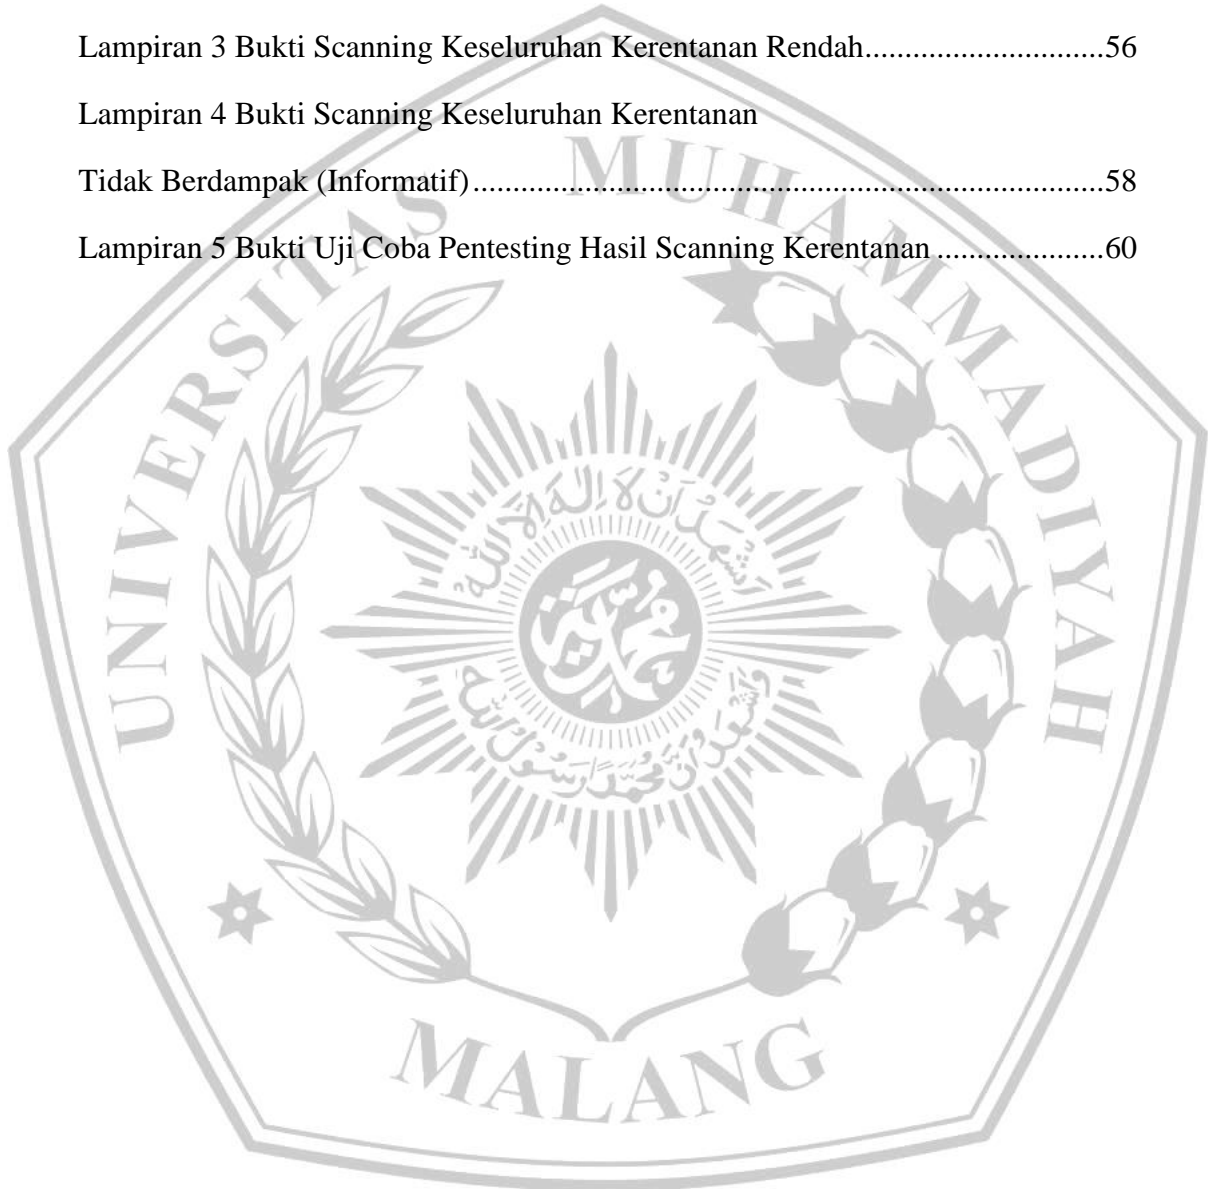 Lampiran 3 Bukti Scanning Keseluruhan Kerentanan Rendah..............................56
Lampiran 4 Bukti Scanning Keseluruhan Kerentanan
Tidak Berdampak (Informatif)................................................................................58
Lampiran 5 Bukti Uji Coba Pentesting Hasil Scanning Kerentanan.....................60
UNIVERSITAS MUHAMMADIYAH
MALANG